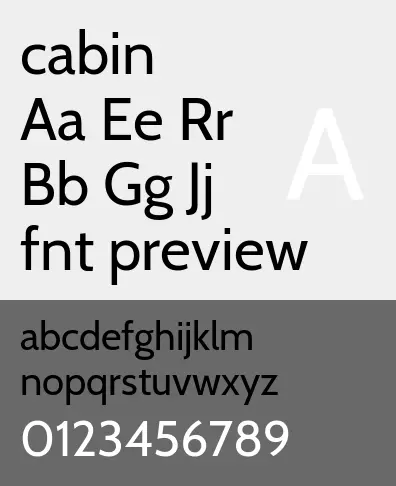 cabin
Aa Ee Rr
Bb Gg Jj
A
fnt preview
abcdefghijklm
nopqrstuvwxyz
0123456789